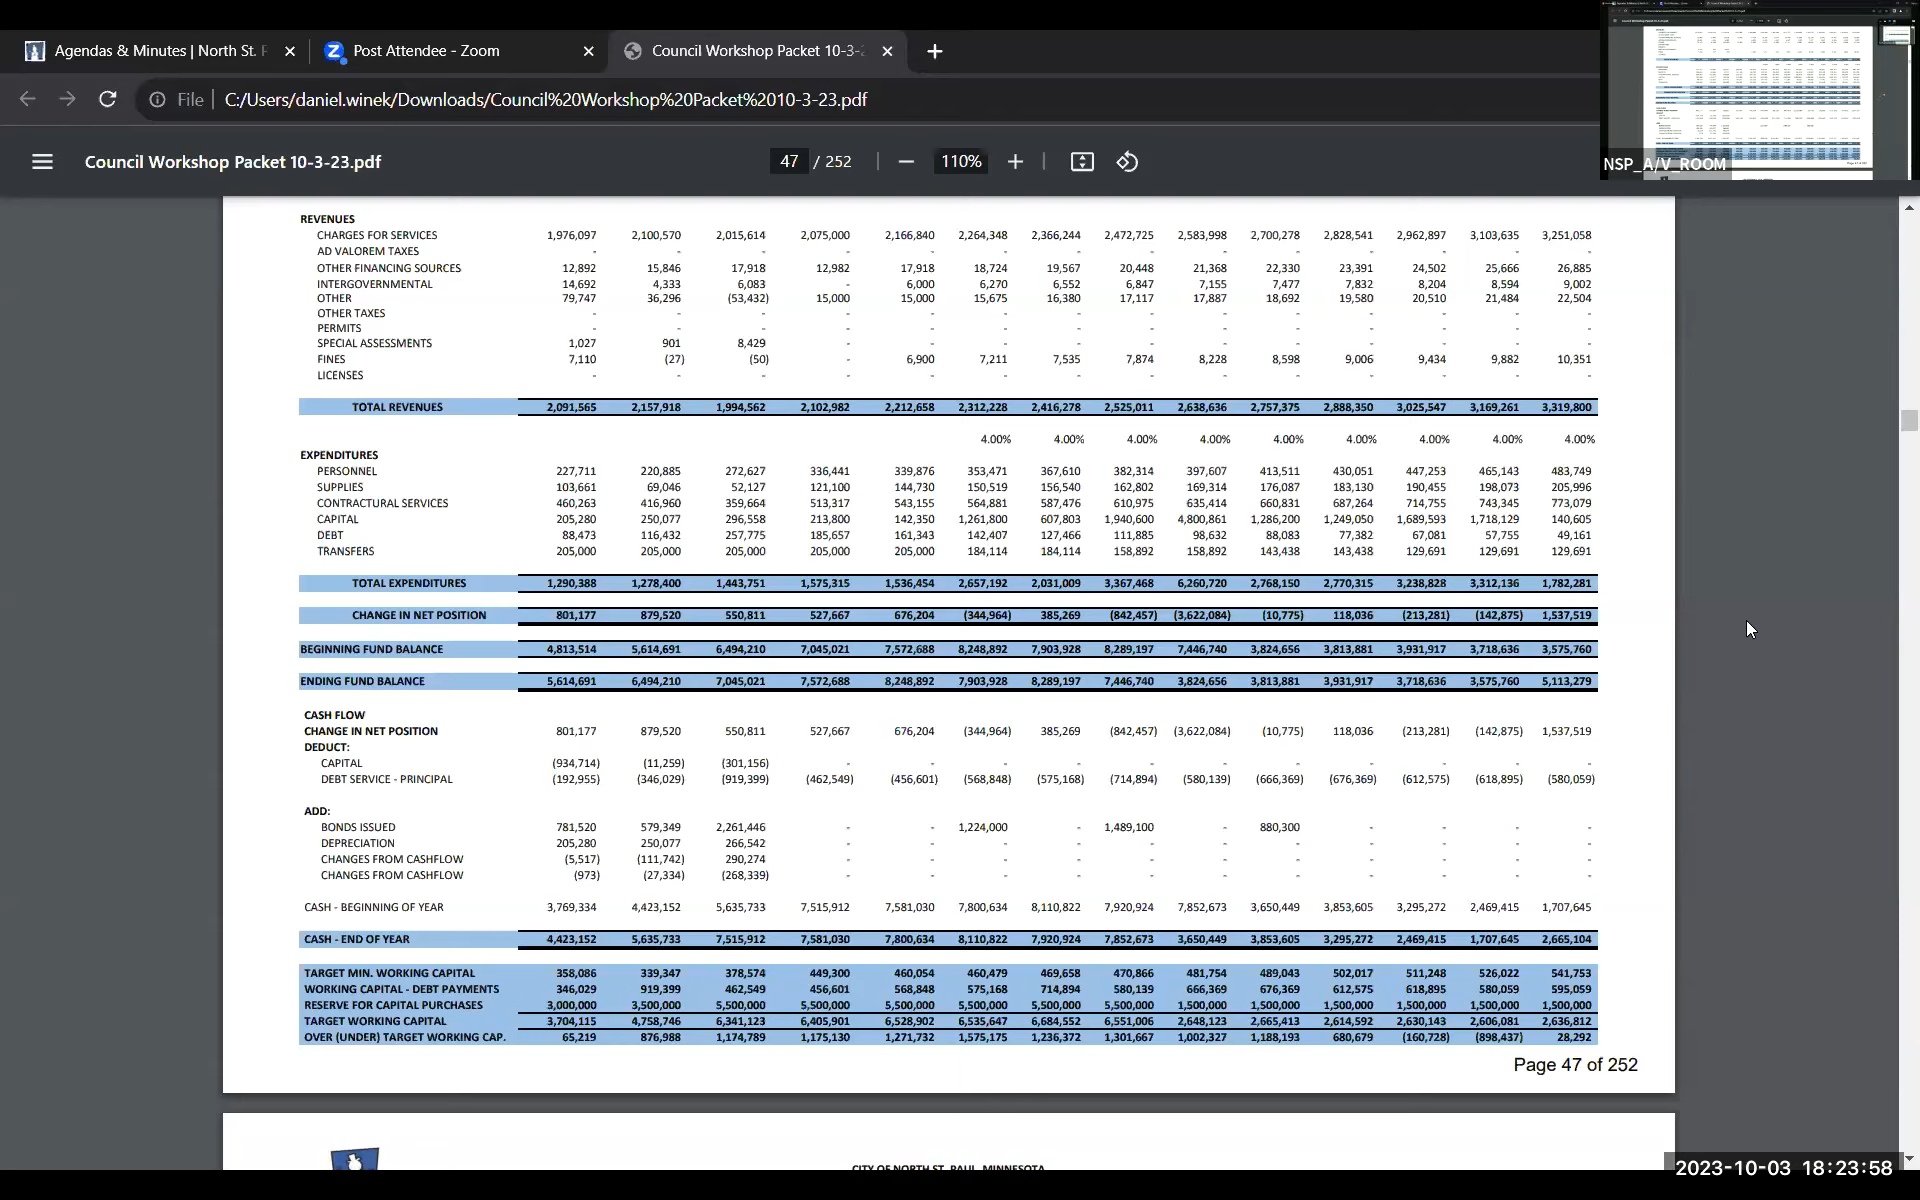 Agendas & Minutes | North St. P
Post Attendee - Zoom
Council Workshop Packet 10-3-2
File C:/Users/daniel.winek/Downloads/Council%20Workshop%20Packet%2010-3-23.pdf
Council Workshop Packet 10-3-23.pdf
47 / 252
110%
NSP_A/V_ROOM
REVENUES
CHARGES FOR SERVICES 1,976,097 2,100,570 2,015,614 2,075,000 2,166,840 2,264,348 2,366,244 2,472,725 2,583,998 2,700,278 2,828,541 2,962,897 3,103,635 3,251,058
AD VALOREM TAXES - - - - - - - - - - - - - -
OTHER FINANCING SOURCES 12,892 15,846 17,918 12,982 17,918 18,724 19,567 20,448 21,368 22,330 23,391 24,502 25,666 26,885
INTERGOVERNMENTAL 14,692 4,333 6,083 - 6,000 6,270 6,552 6,847 7,155 7,477 7,832 8,204 8,594 9,002
OTHER 79,747 36,296 (53,432) 15,000 15,000 15,675 16,380 17,117 17,887 18,692 19,580 20,510 21,484 22,504
OTHER TAXES - - - - - - - - - - - - - -
PERMITS - - - - - - - - - - - - - -
SPECIAL ASSESSMENTS 1,027 901 8,429 - - - - - - - - - - -
FINES 7,110 (27) (50) - 6,900 7,211 7,535 7,874 8,228 8,598 9,006 9,434 9,882 10,351
LICENSES - - - - - - - - - - - - - -
TOTAL REVENUES 2,091,565 2,157,918 1,994,562 2,102,982 2,212,658 2,312,228 2,416,278 2,525,011 2,638,636 2,757,375 2,888,350 3,025,547 3,169,261 3,319,800
4.00% 4.00% 4.00% 4.00% 4.00% 4.00% 4.00% 4.00% 4.00%
EXPENDITURES
PERSONNEL 227,711 220,885 272,627 336,441 339,876 353,471 367,610 382,314 397,607 413,511 430,051 447,253 465,143 483,749
SUPPLIES 103,661 69,046 52,127 121,100 144,730 150,519 156,540 162,802 169,314 176,087 183,130 190,455 198,073 205,996
CONTRACTURAL SERVICES 460,263 416,960 359,664 513,317 543,155 564,881 587,476 610,975 635,414 660,831 687,264 714,755 743,345 773,079
CAPITAL 205,280 250,077 296,558 213,800 142,350 1,261,800 607,803 1,940,600 4,800,861 1,286,200 1,249,050 1,689,593 1,718,129 140,605
DEBT 88,473 116,432 257,775 185,657 161,343 142,407 127,466 111,885 98,632 88,083 77,382 67,081 57,755 49,161
TRANSFERS 205,000 205,000 205,000 205,000 205,000 184,114 184,114 158,892 158,892 143,438 143,438 129,691 129,691 129,691
TOTAL EXPENDITURES 1,290,388 1,278,400 1,443,751 1,575,315 1,536,454 2,657,192 2,031,009 3,367,468 6,260,720 2,768,150 2,770,315 3,238,828 3,312,136 1,782,281
CHANGE IN NET POSITION 801,177 879,520 550,811 527,667 676,204 (344,964) 385,269 (842,457) (3,622,084) (10,775) 118,036 (213,281) (142,875) 1,537,519
BEGINNING FUND BALANCE 4,813,514 5,614,691 6,494,210 7,045,021 7,572,688 8,248,892 7,903,928 8,289,197 7,446,740 3,824,656 3,813,881 3,931,917 3,718,636 3,575,760
ENDING FUND BALANCE 5,614,691 6,494,210 7,045,021 7,572,688 8,248,892 7,903,928 8,289,197 7,446,740 3,824,656 3,813,881 3,931,917 3,718,636 3,575,760 5,113,279
CASH FLOW
CHANGE IN NET POSITION 801,177 879,520 550,811 527,667 676,204 (344,964) 385,269 (842,457) (3,622,084) (10,775) 118,036 (213,281) (142,875) 1,537,519
DEDUCT:
CAPITAL (934,714) (11,259) (301,156) - - - - - - - - - - -
DEBT SERVICE - PRINCIPAL (192,955) (346,029) (919,399) (462,549) (456,601) (568,848) (575,168) (714,894) (580,139) (666,369) (676,369) (612,575) (618,895) (580,059)
ADD:
BONDS ISSUED 781,520 579,349 2,261,446 - - 1,224,000 - 1,489,100 - 880,300 - - - -
DEPRECIATION 205,280 250,077 266,542 - - - - - - - - - - -
CHANGES FROM CASHFLOW (5,517) (111,742) 290,274 - - - - - - - - - - -
CHANGES FROM CASHFLOW (973) (27,334) (268,339) - - - - - - - - - - -
CASH - BEGINNING OF YEAR 3,769,334 4,423,152 5,635,733 7,515,912 7,581,030 7,800,634 8,110,822 7,920,924 7,852,673 3,650,449 3,853,605 3,295,272 2,469,415 1,707,645
CASH - END OF YEAR 4,423,152 5,635,733 7,515,912 7,581,030 7,800,634 8,110,822 7,920,924 7,852,673 3,650,449 3,853,605 3,295,272 2,469,415 1,707,645 2,665,104
TARGET MIN. WORKING CAPITAL 358,086 339,347 378,574 449,300 460,054 460,479 469,658 470,866 481,754 489,043 502,017 511,248 526,022 541,753
WORKING CAPITAL - DEBT PAYMENTS 346,029 919,399 462,549 456,601 568,848 575,168 714,894 580,139 666,369 676,369 612,575 618,895 580,059 595,059
RESERVE FOR CAPITAL PURCHASES 3,000,000 3,500,000 5,500,000 5,500,000 5,500,000 5,500,000 5,500,000 5,500,000 1,500,000 1,500,000 1,500,000 1,500,000 1,500,000 1,500,000
TARGET WORKING CAPITAL 3,704,115 4,758,746 6,341,123 6,405,901 6,528,902 6,535,647 6,684,552 6,551,006 2,648,123 2,665,413 2,614,592 2,630,143 2,606,081 2,636,812
OVER (UNDER) TARGET WORKING CAP. 65,219 876,988 1,174,789 1,175,130 1,271,732 1,575,175 1,236,372 1,301,667 1,002,327 1,188,193 680,679 (160,728) (898,437) 28,292
Page 47 of 252
CITY OF NORTH ST. PAUL, MINNESOTA
2023-10-03 18:23:58